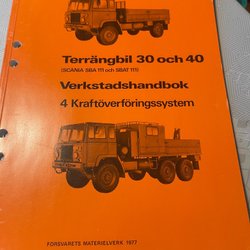 Terrängbil 30 och 40
(SCANIA SBA 111 och SBAT 111)
Verkstadshandbok
4 Kraftöverföringssystem
FÖRSVARETS MATERIELVERK 1977